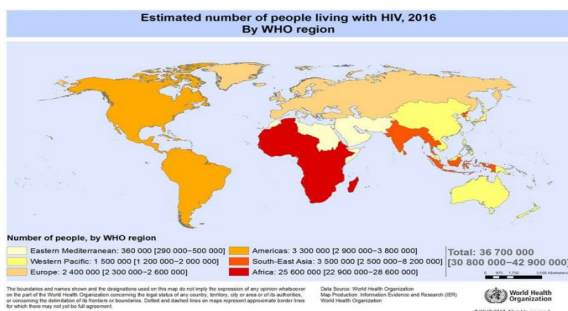 Estimated number of people living with HIV, 2016
By WHO region
Number of people, by WHO region
Eastern Mediterranean: 360 000 [290 000–500 000]
Western Pacific: 1 500 000 [1 200 000–2 000 000]
Europe: 2 400 000 [2 300 000–2 600 000]
Americas: 3 300 000 [2 900 000–3 800 000]
South-East Asia: 3 500 000 [2 500 000–8 200 000]
Africa: 25 600 000 [22 900 000–28 600 000]
Total: 36 700 000
[30 800 000–42 900 000]
The boundaries and names shown and the designations used on this map do not imply the expression of any opinion whatsoever
on the part of the World Health Organization concerning the legal status of any country, territory, city or area or of its authorities,
or concerning the delimitation of its frontiers or boundaries. Dotted and dashed lines on maps represent approximate border lines
for which there may not yet be full agreement.
Data Source: World Health Organization
Map Production: Information Evidence and Research (IER)
World Health Organization
World Health
Organization